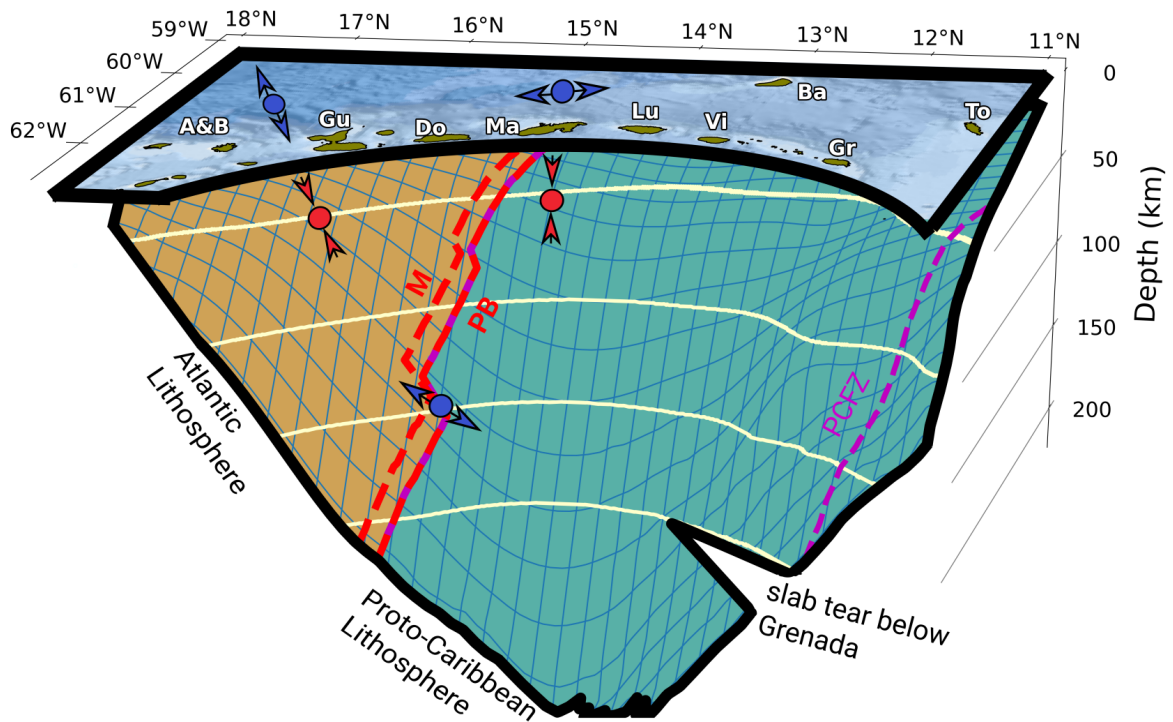 18°N 17°N 16°N 15°N 14°N 13°N 12°N 11°N
59°W
60°W
61°W
62°W
0
50
100
150
200
Depth (km)
A&B Gu Do Ma Lu Vi Ba Gr To
M
PB
PCFZ
Atlantic
Lithosphere
Proto-Caribbean
Lithosphere
slab tear below
Grenada